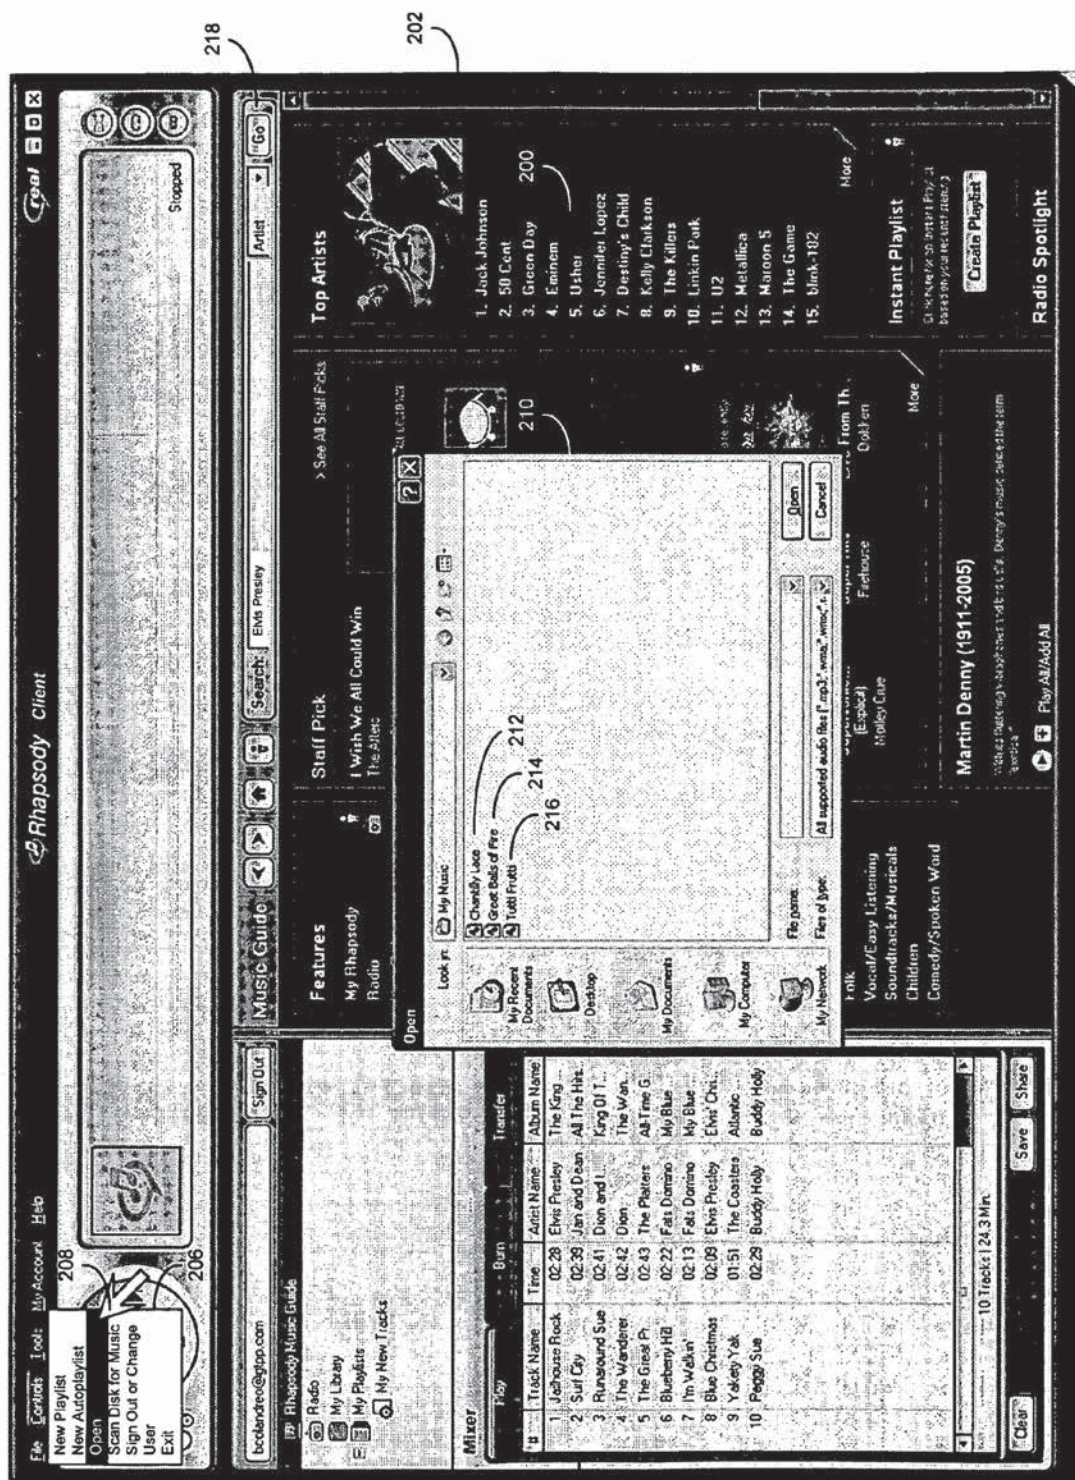 Rhapsody Client
real
File Controls Tools My Account Help
New Playlist
New Autoplaylist
Open
Scan Disk for Music
Sign Out or Change
User
Exit
208
206
Stopped
218
202
Sign Out
Music Guide
Search:
Elvis Presley
Artist
Go
Rhapsody Music Guide
Radio
My Library
My Playlists
My New Tracks
Mixer
Play
Burn
Transfer
# Track Name Time Artist Name Album Name
1 Jailhouse Rock 02:28 Elvis Presley The King ...
2 Surf City 02:39 Jan and Dean All The Hits.
3 Runaround Sue 02:41 Dion and t... King Of T...
4 The Wanderer 02:42 Dion The Wan...
5 The Great Pr 02:43 The Platters All-Time G.
6 Blueberry Hill 02:22 Fats Domino My Blue ...
7 I'm Walkin' 02:13 Fats Domino My Blue ...
8 Blue Christmas 02:09 Elvis Presley Elvis' Chri...
9 Yakety Yak 01:51 The Coasters Atlantic ...
10 Peggy Sue 02:29 Buddy Holly Buddy Holly
10 Tracks | 24.3 Min.
Clear
Save
Share
Features
My Rhapsody
Radio
Staff Pick
> See All Staff Picks
I Wish We All Could Win
The Afters
Open
Look in:
My Music
Chantilly Lace
Great Balls of Fire
Tutti Frutti
212
214
216
210
My Recent
Documents
Desktop
My Documents
My Computer
My Network
File name:
Files of type:
Open
Cancel
Folk
Vocal/Easy Listening
Soundtracks/Musicals
Children
Comedy/Spoken Word
(Explicit)
Motley Crue
Firehouse
From Th...
Dokken
More
Martin Denny (1911-2005)
Play All/Add All
Top Artists
200
1. Jack Johnson
2. 50 Cent
3. Green Day
4. Eminem
5. Usher
6. Jennifer Lopez
7. Destiny's Child
8. Kelly Clarkson
9. The Killers
10. Linkin Park
11. U2
12. Metallica
13. Maroon 5
14. The Game
15. blink-182
More
Instant Playlist
Create Playlist
Radio Spotlight